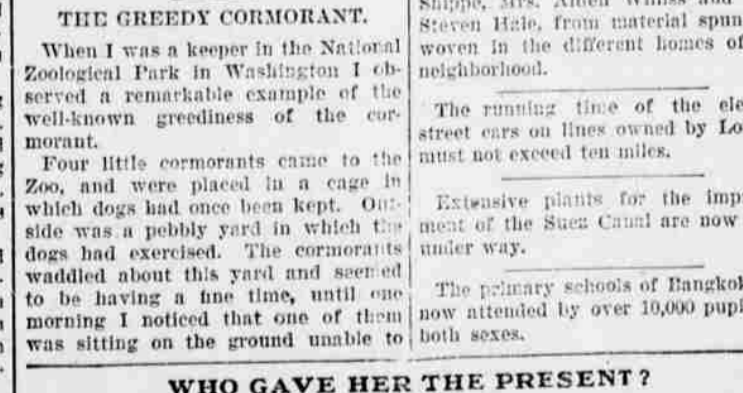 THE GREEDY CORMORANT.
When I was a keeper in the National
Zoological Park in Washington I ob-
served a remarkable example of the
well-known greediness of the cor-
morant.
Four little cormorants came to the
Zoo, and were placed in a cage in
which dogs had once been kept. Out-
side was a pebbly yard in which the
dogs had exercised. The cormorants
waddled about this yard and seemed
to be having a fine time, until one
morning I noticed that one of them
was sitting on the ground unable to
Steven Hale, from material spun
woven in the different homes of
neighborhood.
The running time of the ele
street cars on lines owned by Lo
must not exceed ten miles.
Extensive plants for the imp
ment of the Suez Canal are now
under way.
The primary schools of Bangkok
now attended by over 10,000 pupi
both sexes.
WHO GAVE HER THE PRESENT?